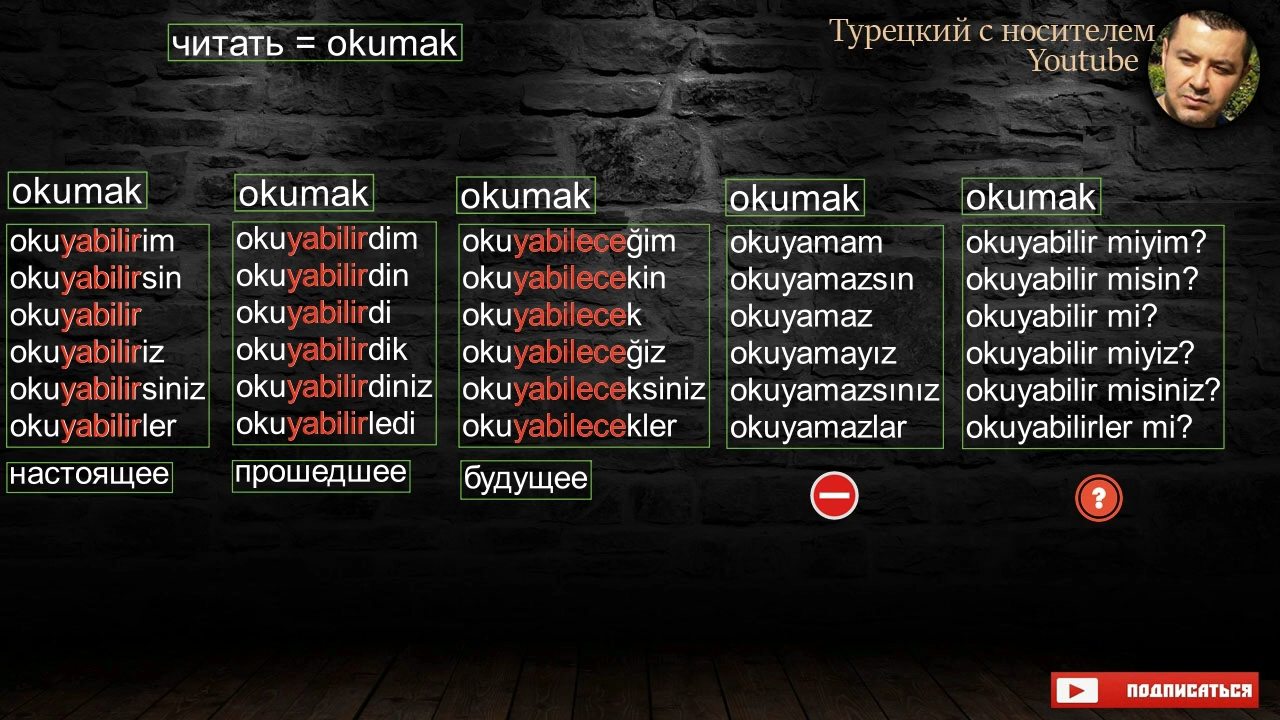 читать = okumak
Турецкий с носителем
Youtube
okumak
okuyabilirim
okuyabilirsin
okuyabilir
okuyabiliriz
okuyabilirsiniz
okuyabilirler
настоящее
okumak
okuyabilirdim
okuyabilirdin
okuyabilirdi
okuyabilirdik
okuyabilirdiniz
okuyabilirledi
прошедшее
okumak
okuyabileceğim
okuyabilecekin
okuyabilecek
okuyabileceğiz
okuyabileceksiniz
okuyabilecekler
будущее
okumak
okuyamam
okuyamazsın
okuyamaz
okuyamayız
okuyamazsınız
okuyamazlar
okumak
okuyabilir miyim?
okuyabilir misin?
okuyabilir mi?
okuyabilir miyiz?
okuyabilir misiniz?
okuyabilirler mi?
?
ПОДПИСАТЬСЯ